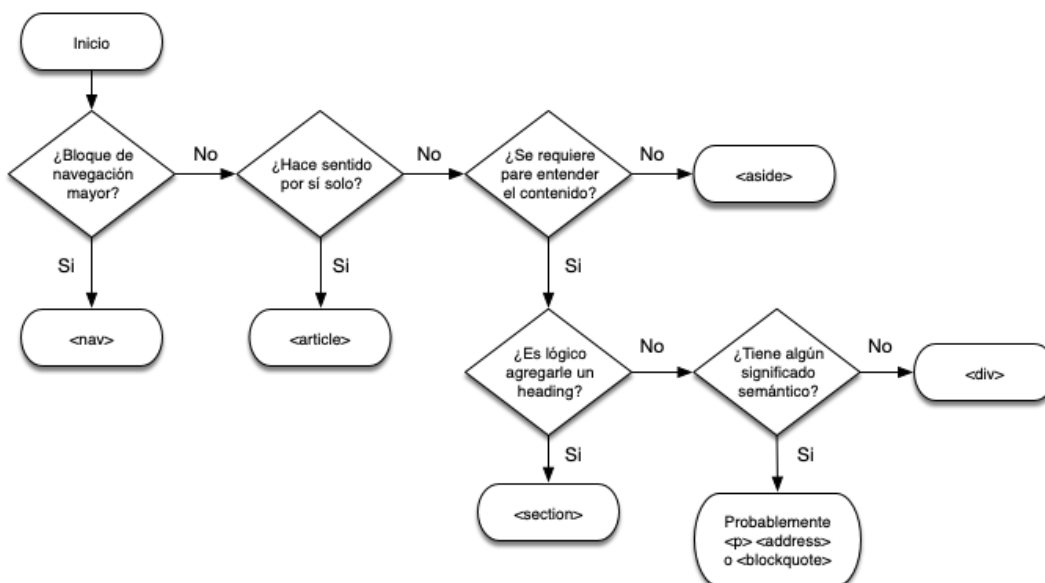 Inicio
¿Bloque de
navegación
mayor?
No
¿Hace sentido
por sí solo?
No
¿Se requiere
pare entender
el contenido?
No
<aside>
Si
Si
Si
<nav>
<article>
¿Es lógico
agregarle un
heading?
No
¿Tiene algún
significado
semántico?
No
<div>
Si
Si
<section>
Probablemente
<p> <address>
o <blockquote>